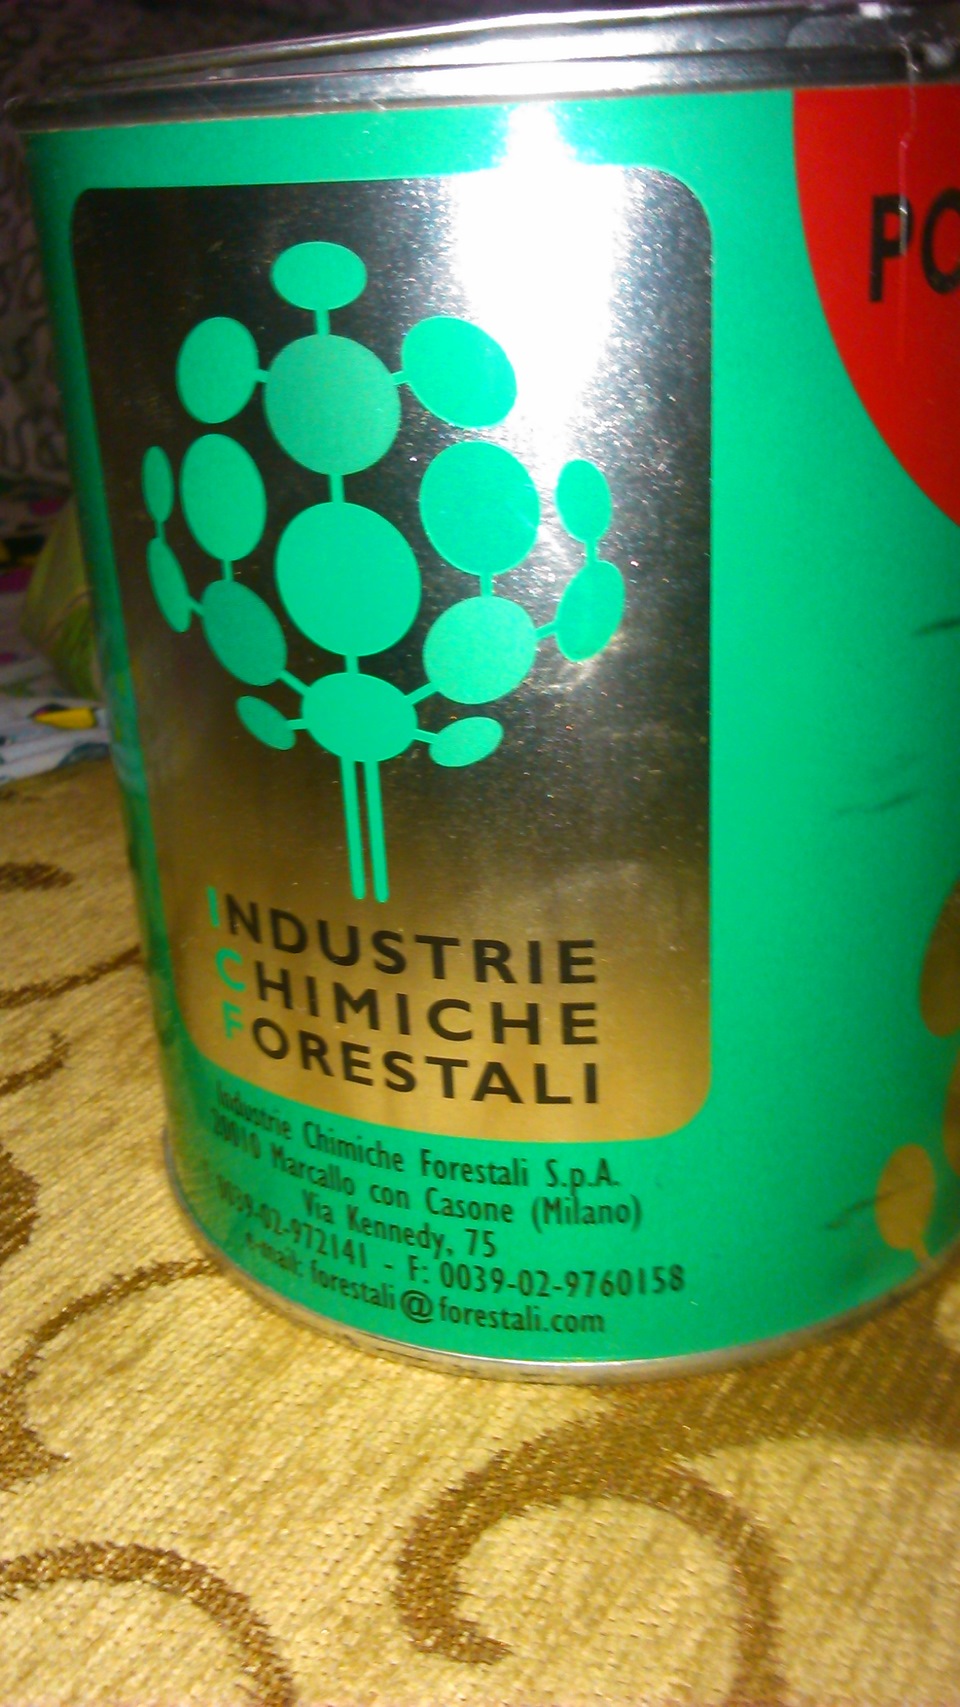 PO
INDUSTRIE
CHIMICHE
FORESTALI
Industrie Chimiche Forestali S.p.A.
20010 Marcallo con Casone (Milano)
Via Kennedy, 75
0039-02-972141 - F: 0039-02-9760158
e-mail: forestali@forestali.com